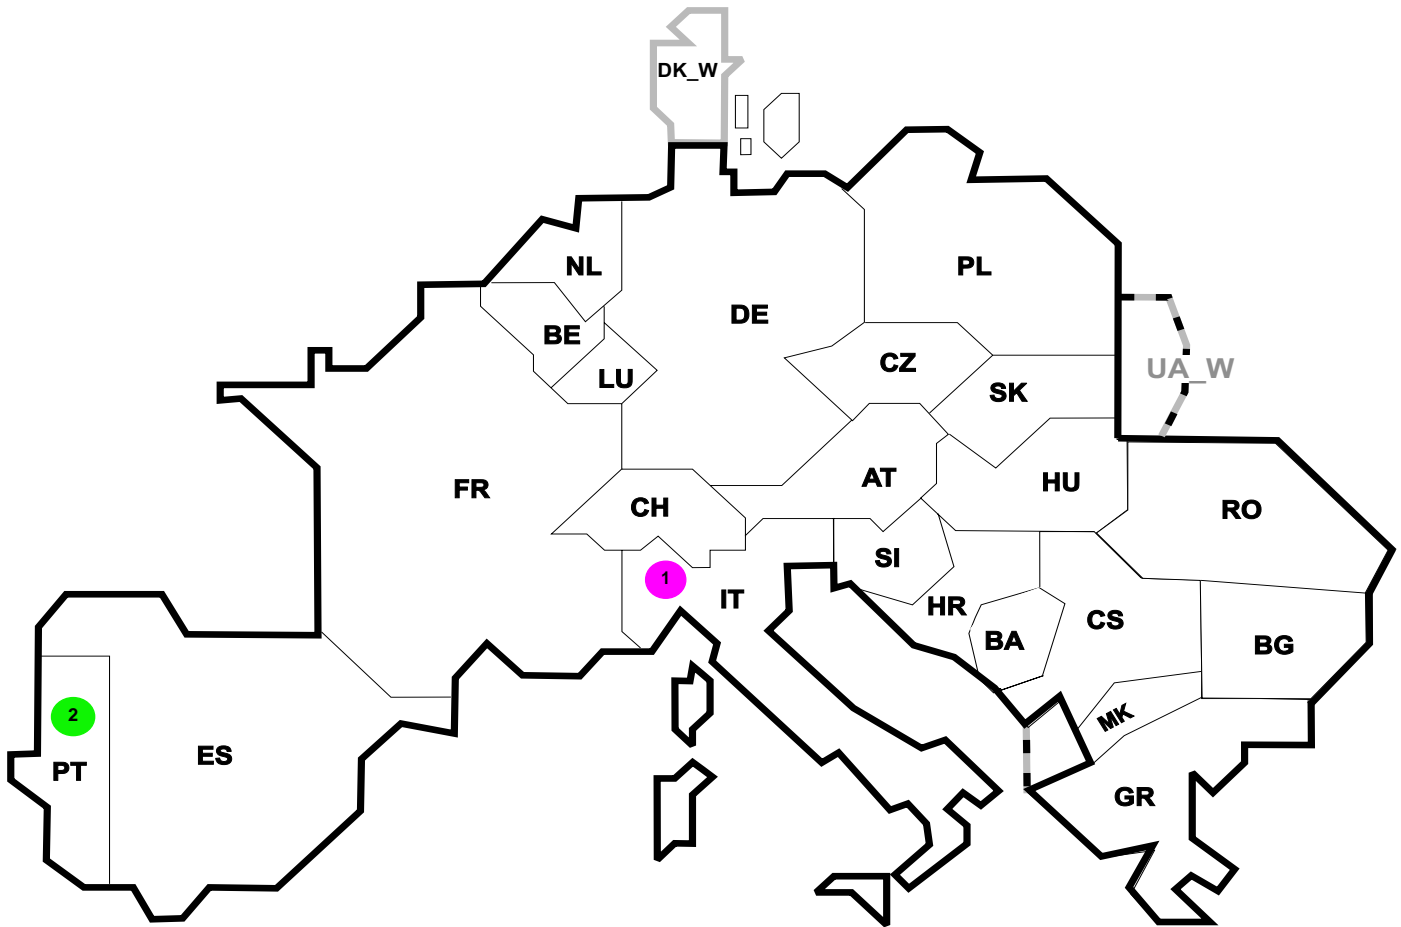 DK_W
NL
PL
DE
BE
CZ
UA_W
LU
SK
FR
AT
HU
CH
RO
SI
1
IT
HR
CS
BA
BG
2
MK
ES
PT
GR